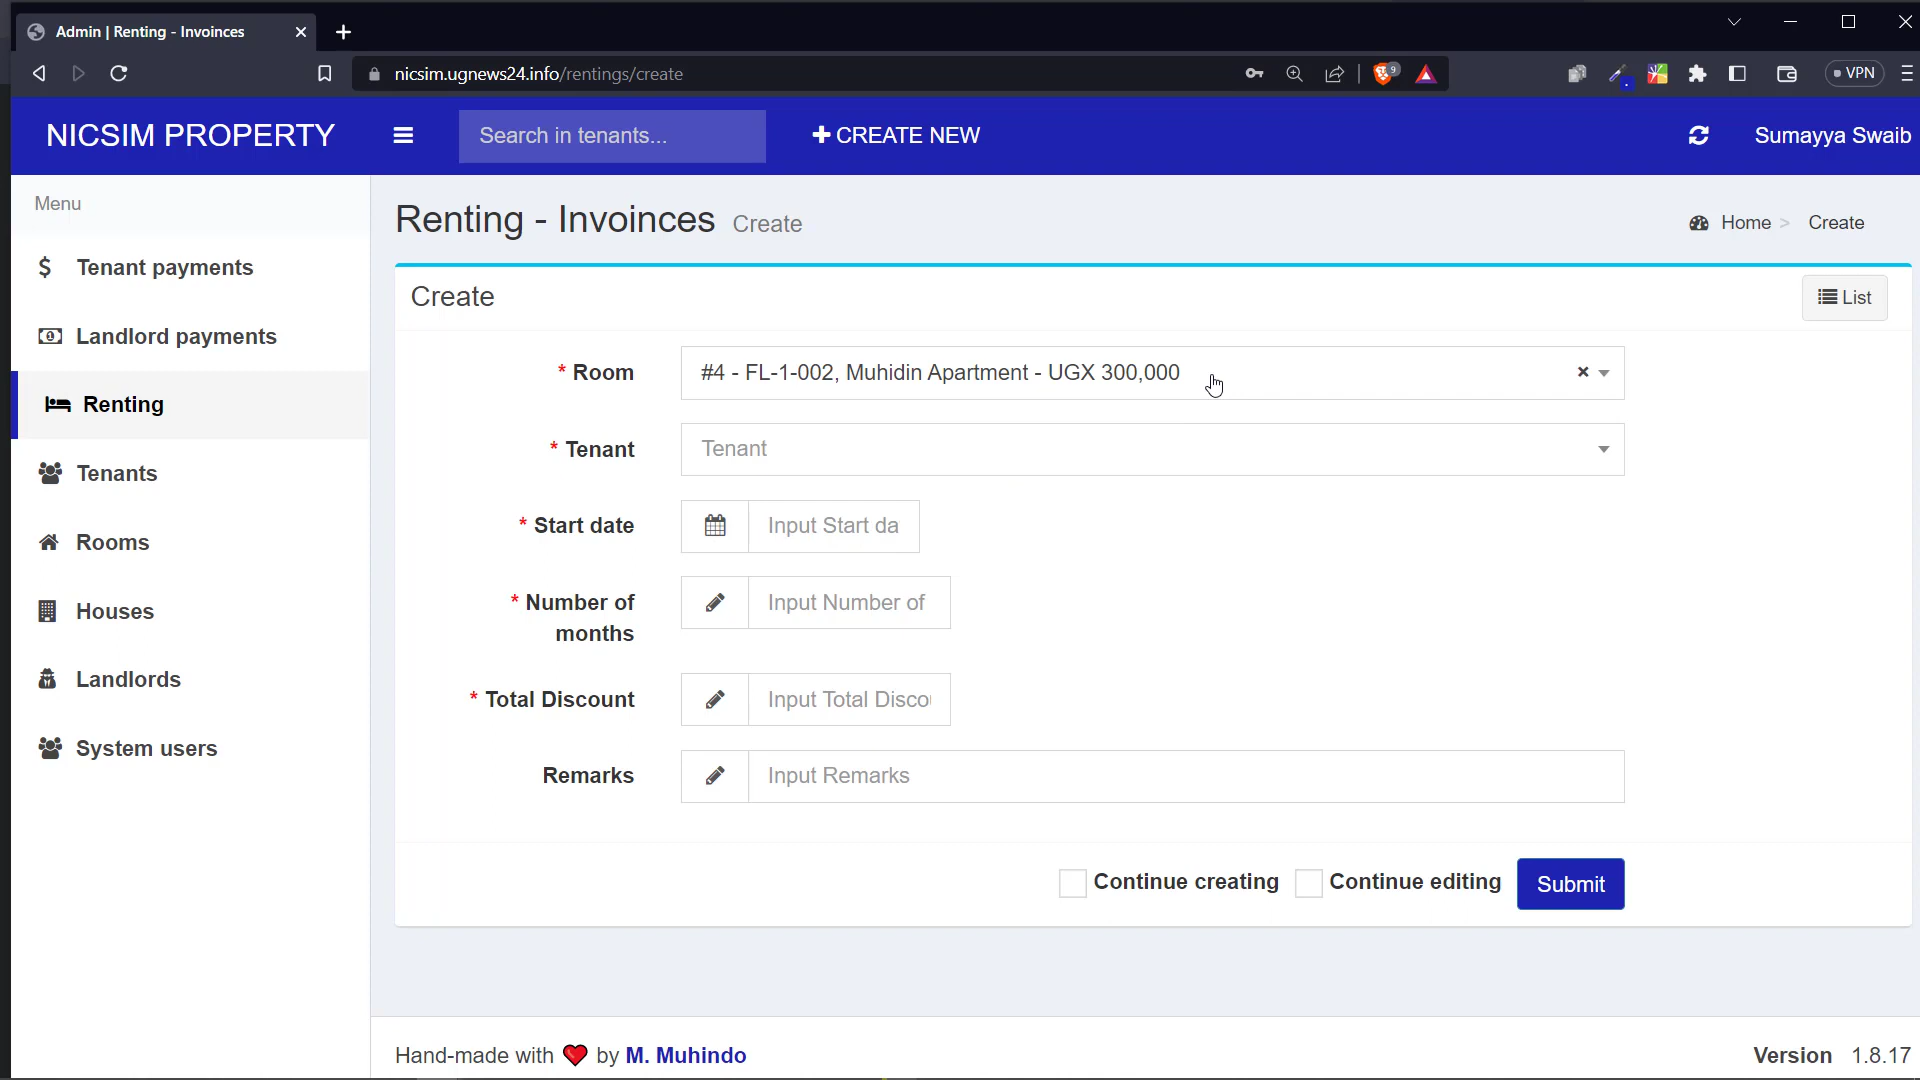 Admin | Renting - Invoinces
nicsim.ugnews24.info/rentings/create
9
VPN
NICSIM PROPERTY
Search in tenants...
CREATE NEW
Sumayya Swaib
Menu
Renting - Invoinces Create
Home > Create
Tenant payments
Landlord payments
Renting
Tenants
Rooms
Houses
Landlords
System users
Create
List
* Room
#4 - FL-1-002, Muhidin Apartment - UGX 300,000
* Tenant
Tenant
* Start date
Input Start da
* Number of
months
Input Number of
* Total Discount
Input Total Disco
Remarks
Input Remarks
Continue creating
Continue editing
Submit
Hand-made with ❤ by M. Muhindo
Version 1.8.17